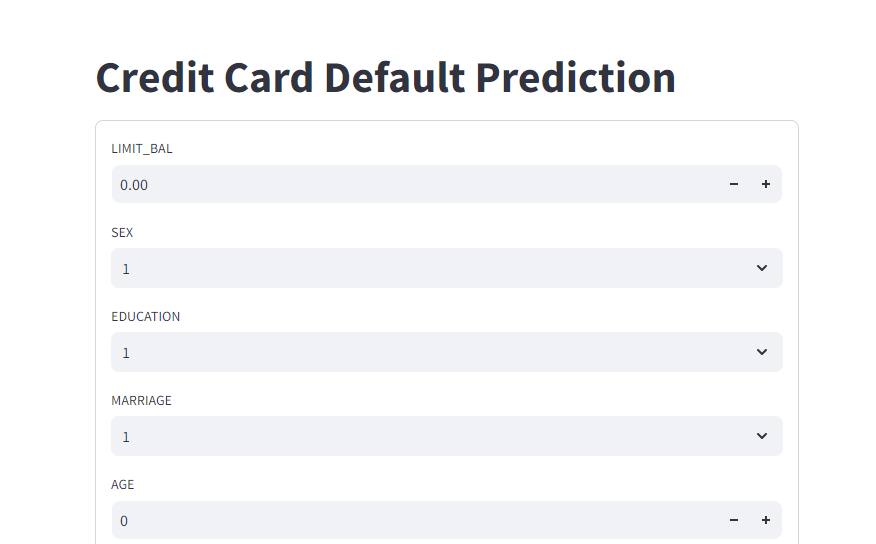 Credit Card Default Prediction
LIMIT_BAL
0.00
SEX
1
EDUCATION
1
MARRIAGE
1
AGE
0